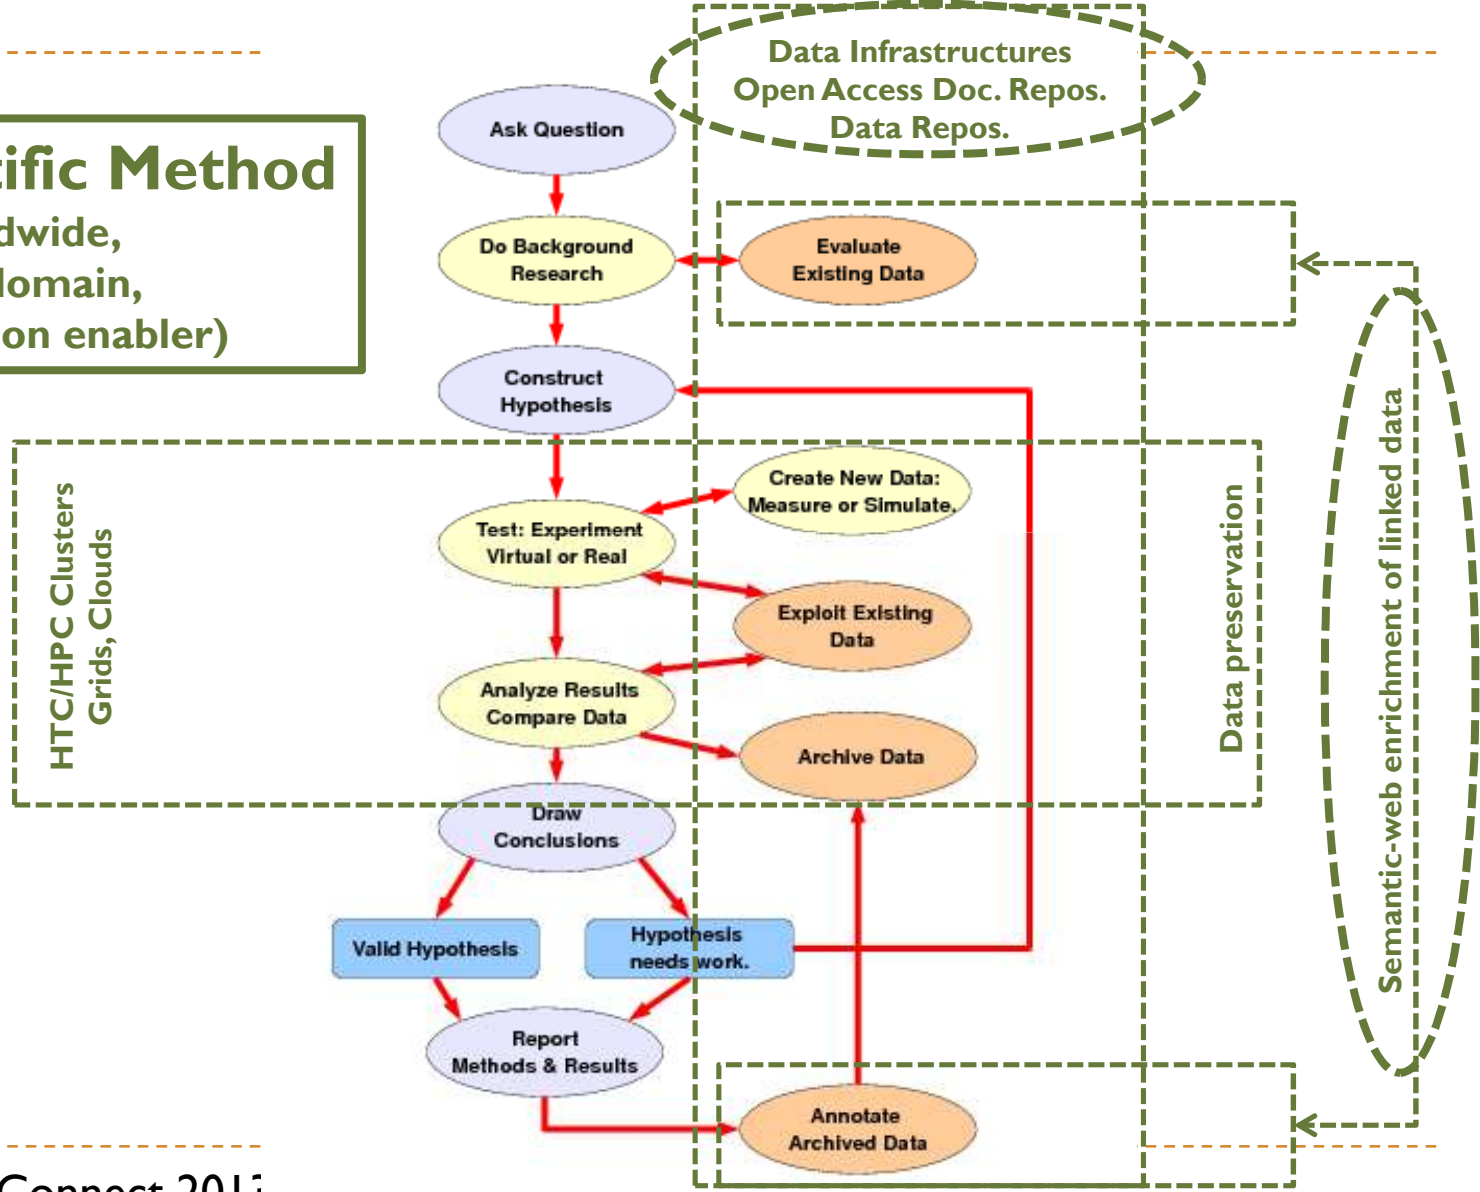 Data Infrastructures
Open Access Doc. Repos.
Data Repos.
Ask Question
Method
Do Background
Research
Evaluate
Existing Data
on enabler)
Construct
Hypothesis
HTC/HPC Clusters
Grids, Clouds
Create New Data:
Measure or Simulate.
Test: Experiment
Virtual or Real
Exploit Existing
Data
Analyze Results
Compare Data
Archive Data
Data preservation
Semantic-web enrichment of linked data
Draw
Conclusions
Valid Hypothesis
Hypothesis
needs work.
Report
Methods & Results
Annotate
Archived Data
Connect